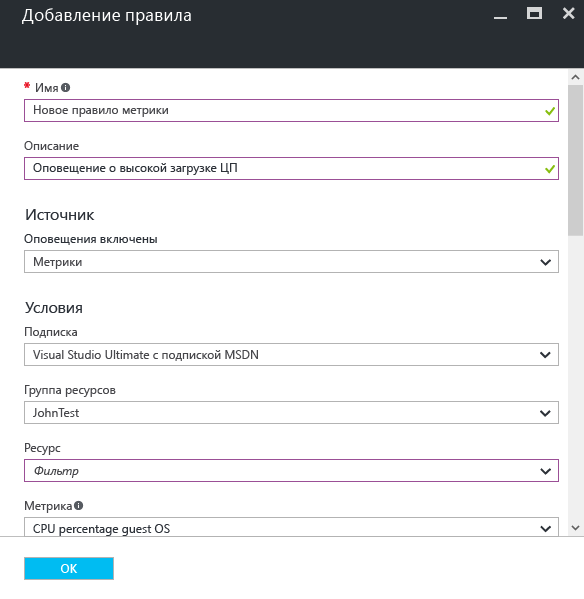 Добавление правила
* Имя
Новое правило метрики
Описание
Оповещение о высокой загрузке ЦП
Источник
Оповещения включены
Метрики
Условия
Подписка
Visual Studio Ultimate с подпиской MSDN
Группа ресурсов
JohnTest
Ресурс
Фильтр
Метрика
CPU percentage guest OS
ОК